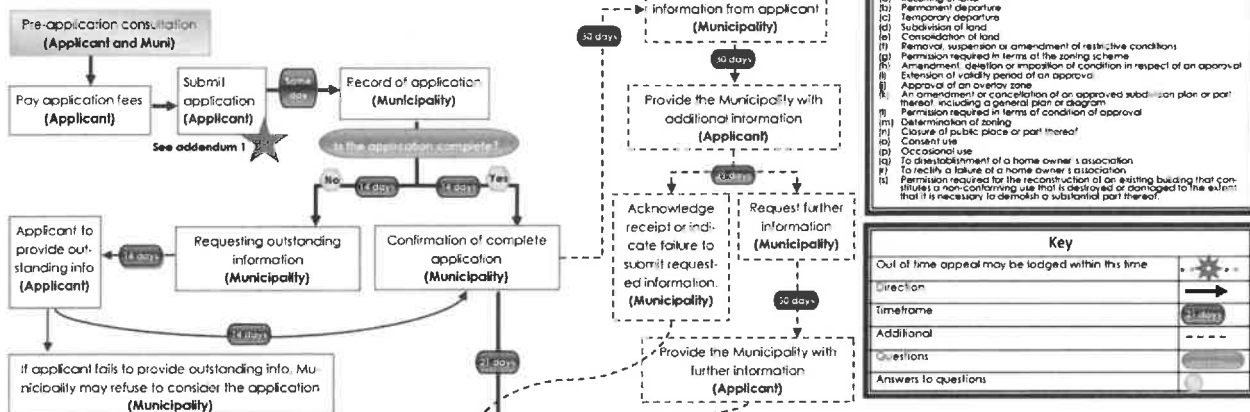 Pre-application consultation
(Applicant and Muni)
Pay application fees
(Applicant)
Submit
application
(Applicant)
Same
day
Record of application
(Municipality)
See addendum 1
Is the application complete?
No
14 days
14 days
Yes
Applicant to
provide out-
standing info
(Applicant)
14 days
Requesting outstanding
information
(Municipality)
Confirmation of complete
application
(Municipality)
14 days
If applicant fails to provide outstanding info, Mu-
nicipality may refuse to consider the application
(Municipality)
21 days
30 days
information from applicant
(Municipality)
30 days
Provide the Municipality with
additional information
(Applicant)
days
Acknowledge
receipt or indi-
cate failure to
submit request-
ed information.
(Municipality)
Request further
information
(Municipality)
30 days
Provide the Municipality with
further information
(Applicant)
(b) Permanent departure
(c) Temporary departure
(d) Subdivision of land
(e) Consolidation of land
(f) Removal, suspension or amendment of restrictive conditions
(g) Permission required in terms of the zoning scheme
(h) Amendment, deletion or imposition of condition in respect of an approval
(i) Extension of validity period of an approval
(j) Approval of an overlay zone
(k) An amendment or cancellation of an approved subdivision plan or part
thereof, including a general plan or diagram
(l) Permission required in terms of condition of approval
(m) Determination of zoning
(n) Closure of public place or part thereof
(o) Consent use
(p) Occasional use
(q) To disestablishment of a home owner's association
(r) To rectify a failure of a home owner's association
(s) Permission required for the reconstruction of an existing building that con-
stitutes a non-conforming use that is destroyed or damaged to the extent
that it is necessary to demolish a substantial part thereof.
Key
Out of time appeal may be lodged within this time
Direction
Timeframe
21 days
Additional
Questions
Answers to questions